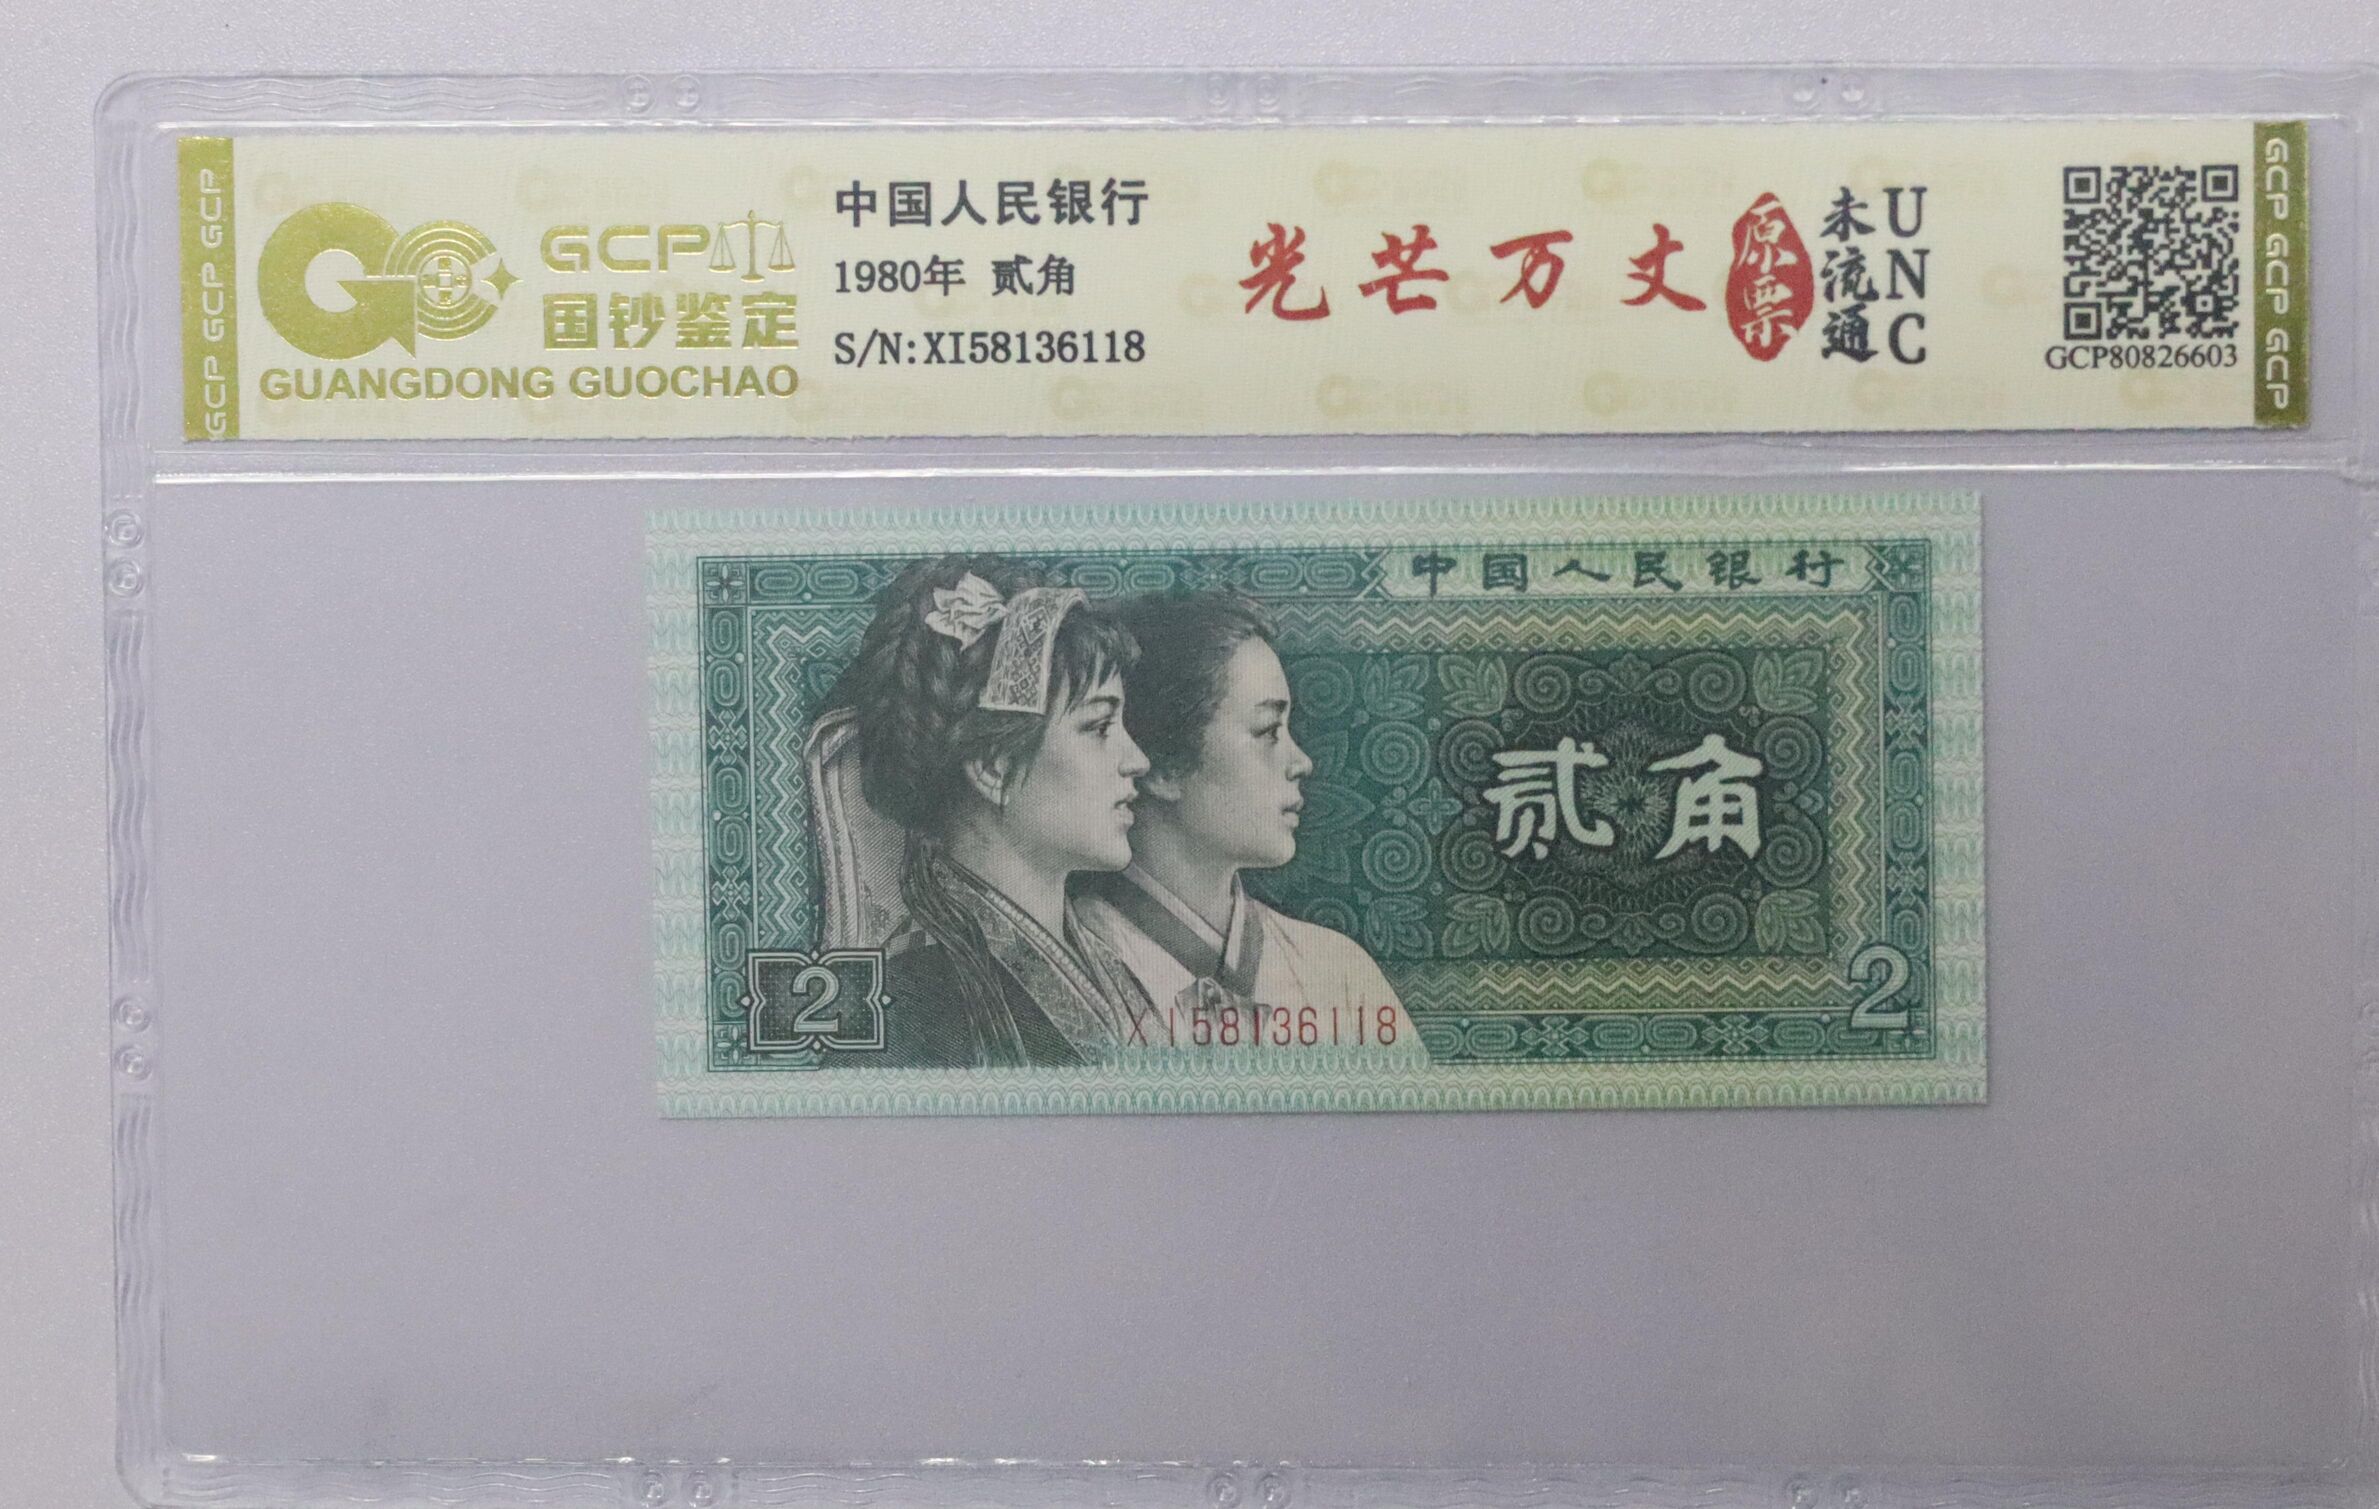 GCP GCP GCP
GCP
国钞鉴定
GUANGDONG GUOCHAO
中国人民银行
1980年 贰角
S/N:XI58136118
光芒万丈
原票
未流通
UNC
GCP80826603
GCP GCP GCP
中国人民银行
贰角
2
2
XI58136118